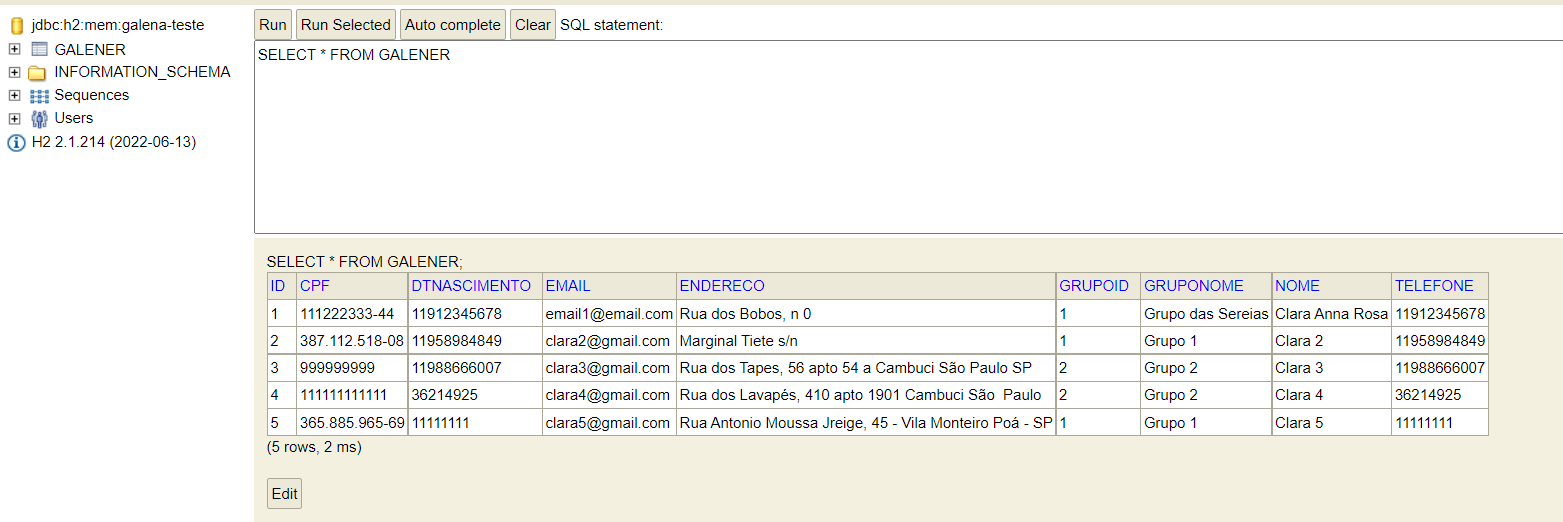 jdbc:h2:mem:galena-teste
GALENER
INFORMATION_SCHEMA
Sequences
Users
H2 2.1.214 (2022-06-13)
Run Run Selected Auto complete Clear SQL statement:
SELECT * FROM GALENER
SELECT * FROM GALENER;
ID CPF DTNASCIMENTO EMAIL ENDERECO GRUPOID GRUPONOME NOME TELEFONE
1 111222333-44 11912345678 email1@email.com Rua dos Bobos, n 0 1 Grupo das Sereias Clara Anna Rosa 11912345678
2 387.112.518-08 11958984849 clara2@gmail.com Marginal Tiete s/n 1 Grupo 1 Clara 2 11958984849
3 999999999 11988666007 clara3@gmail.com Rua dos Tapes, 56 apto 54 a Cambuci São Paulo SP 2 Grupo 2 Clara 3 11988666007
4 111111111111 36214925 clara4@gmail.com Rua dos Lavapés, 410 apto 1901 Cambuci São  Paulo 2 Grupo 2 Clara 4 36214925
5 365.885.965-69 11111111 clara5@gmail.com Rua Antonio Moussa Jreige, 45 - Vila Monteiro Poá - SP 1 Grupo 1 Clara 5 11111111
(5 rows, 2 ms)
Edit